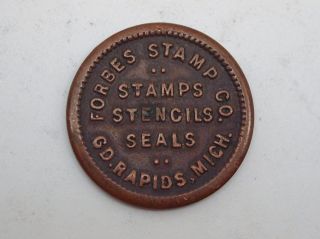 FORBES STAMP CO.
STAMPS
STENCILS
SEALS
GD. RAPIDS, MICH.